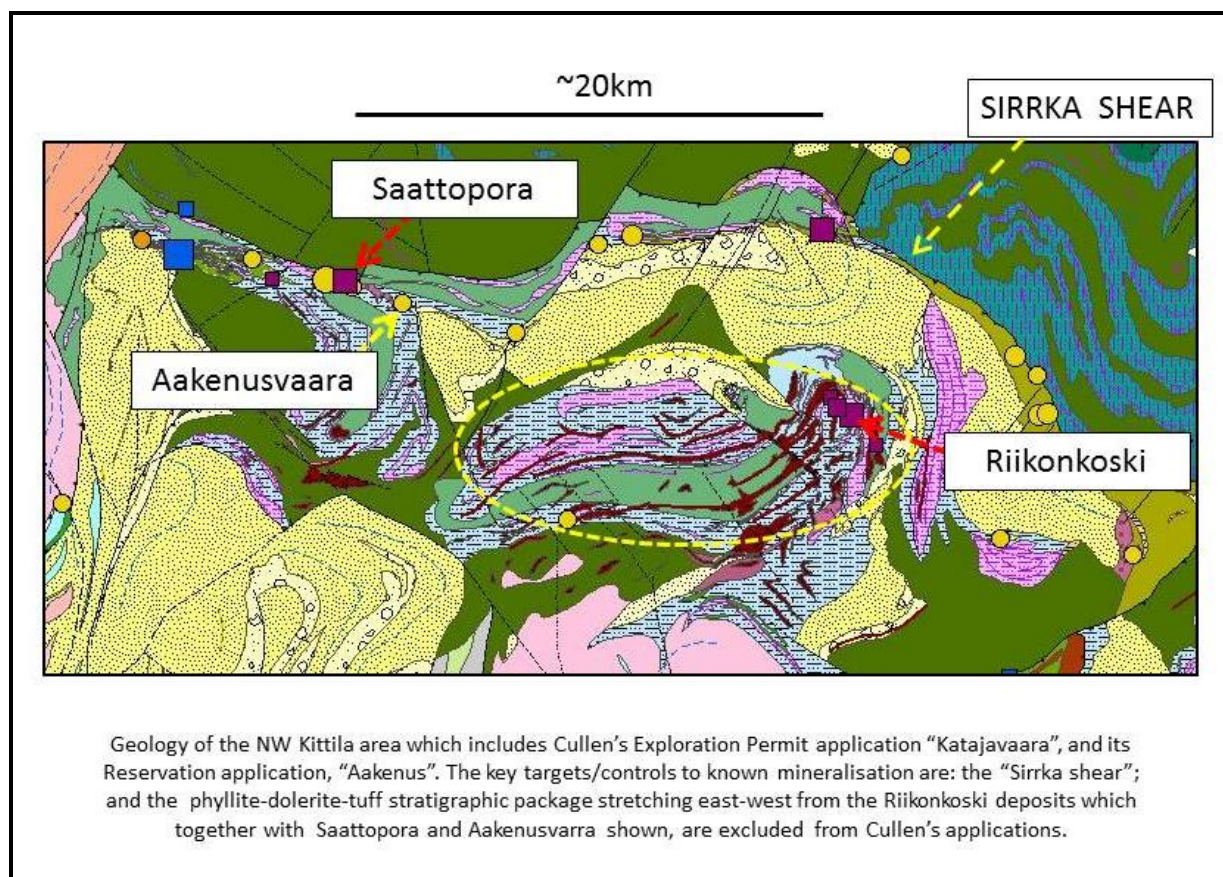 ~20km
SIRRKA SHEAR
Saattopora
Aakenusvaara
Riikonkoski
Geology of the NW Kittila area which includes Cullen's Exploration Permit application "Katajavaara", and its
Reservation application, "Aakenus". The key targets/controls to known mineralisation are: the "Sirrka shear";
and the phyllite-dolerite-tuff stratigraphic package stretching east-west from the Riikonkoski deposits which
together with Saattopora and Aakenusvarra shown, are excluded from Cullen's applications.